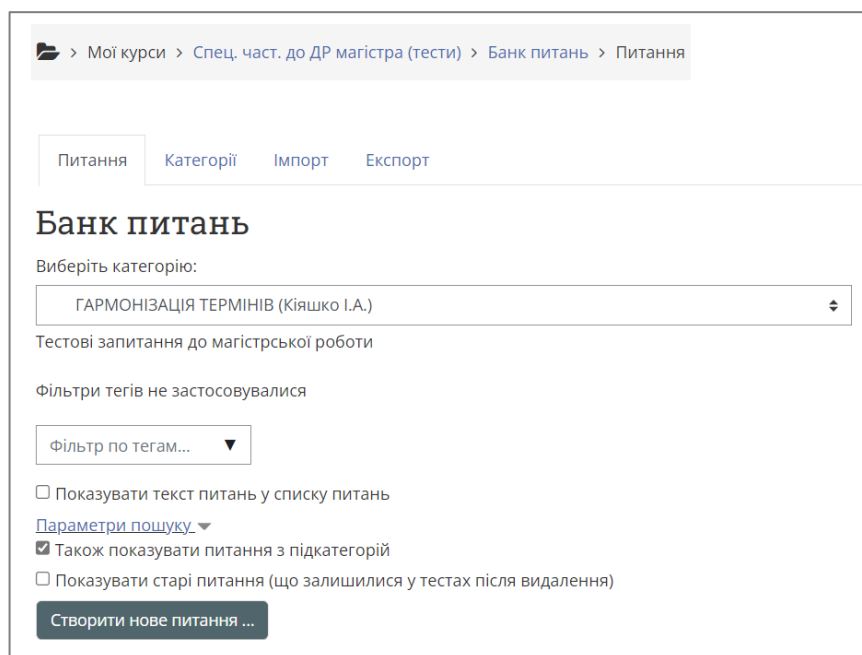 > Мої курси > Спец. част. до ДР магістра (тести) > Банк питань > Питання
Питання Категорії Імпорт Експорт
Банк питань
Виберіть категорію:
ГАРМОНІЗАЦІЯ ТЕРМІНІВ (Кіяшко І.А.)
Тестові запитання до магістрської роботи
Фільтри тегів не застосовувалися
Фільтр по тегам... ▼
Показувати текст питань у списку питань
Параметри пошуку
Також показувати питання з підкатегорій
Показувати старі питання (що залишилися у тестах після видалення)
Створити нове питання ...